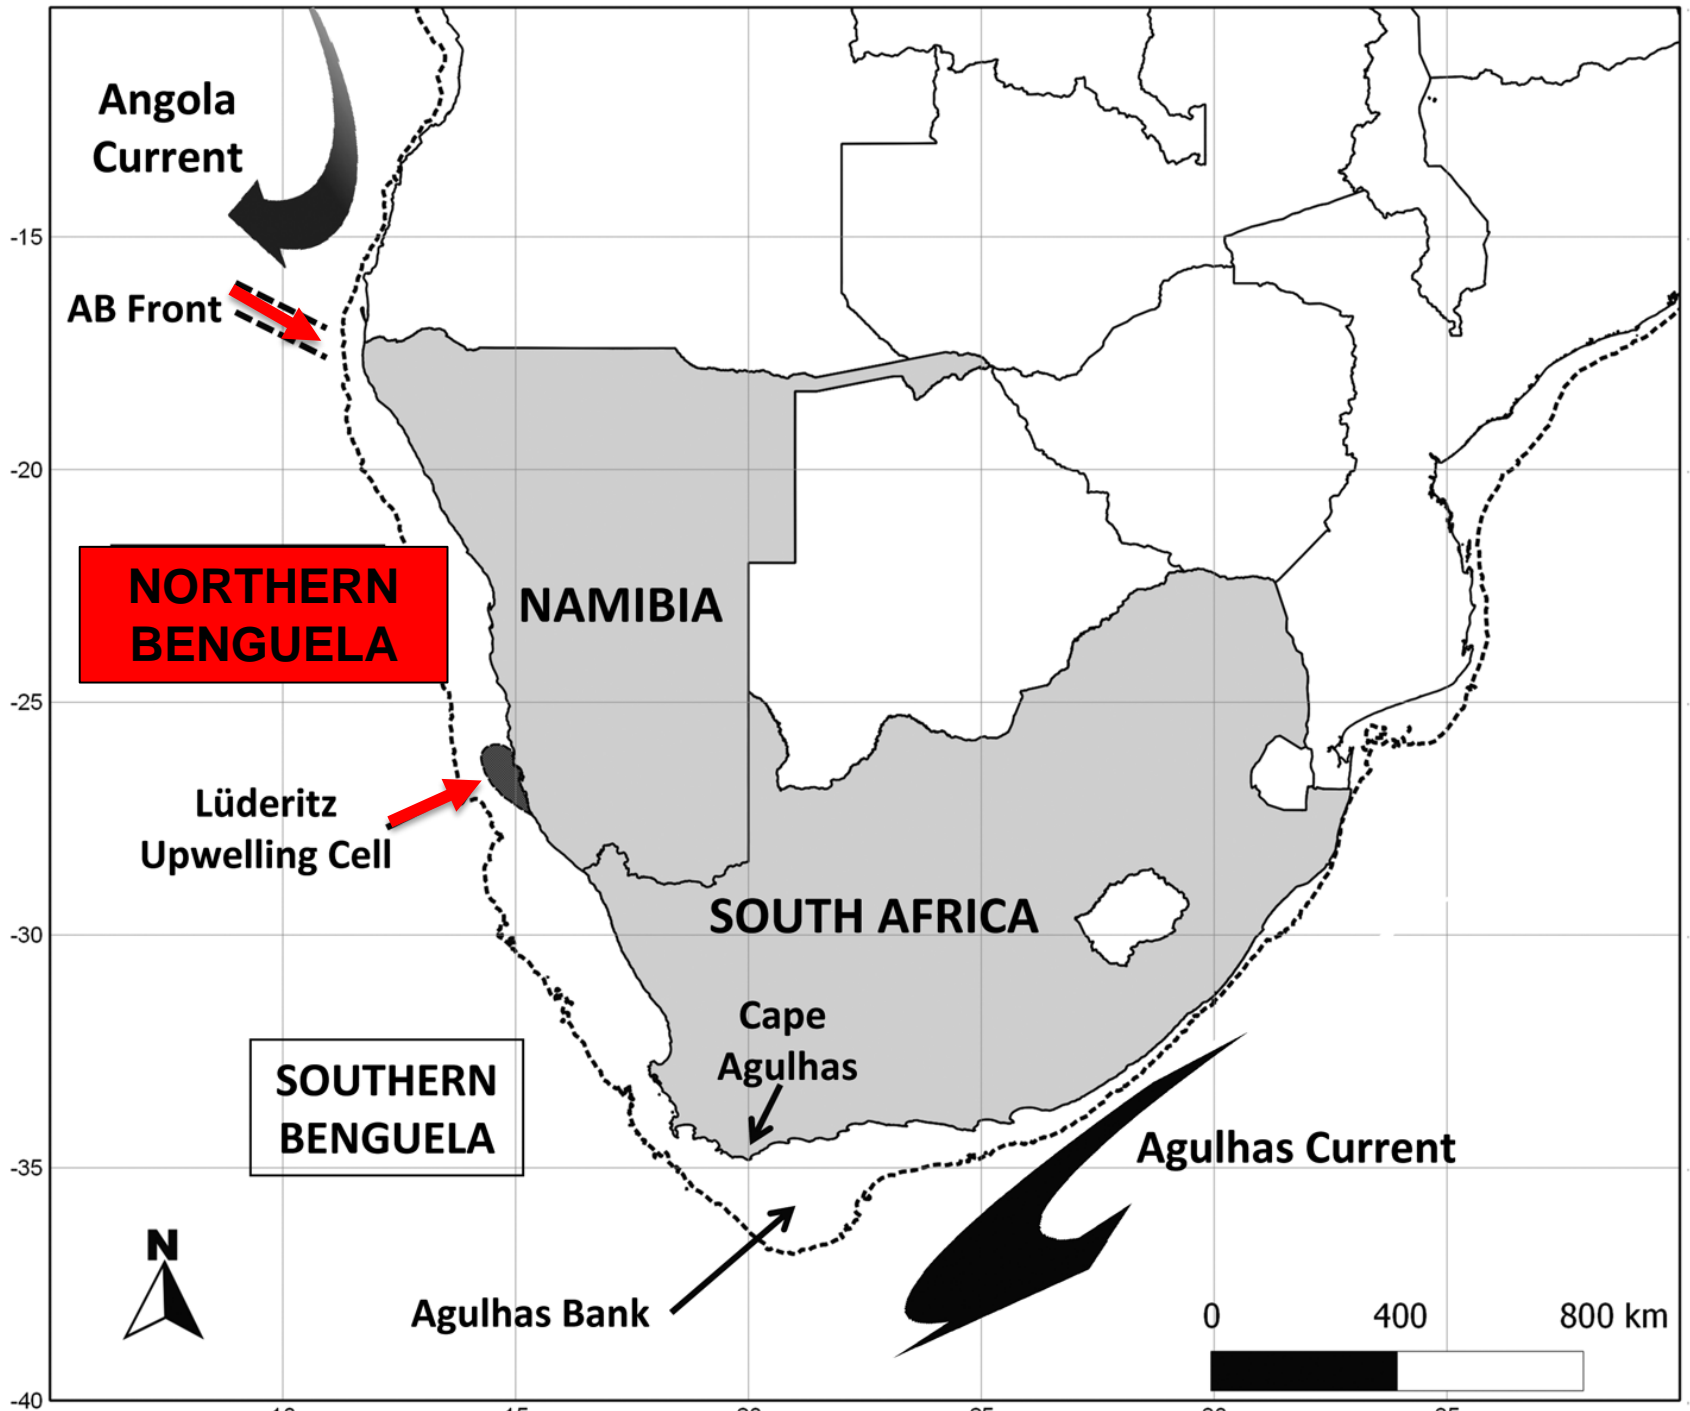 Angola
Current
-15
AB Front
-20
NORTHERN
BENGUELA
NAMIBIA
-25
Lüderitz
Upwelling Cell
SOUTH AFRICA
-30
Cape
Agulhas
SOUTHERN
BENGUELA
Agulhas Current
-35
N
Agulhas Bank
0 400 800 km
-40